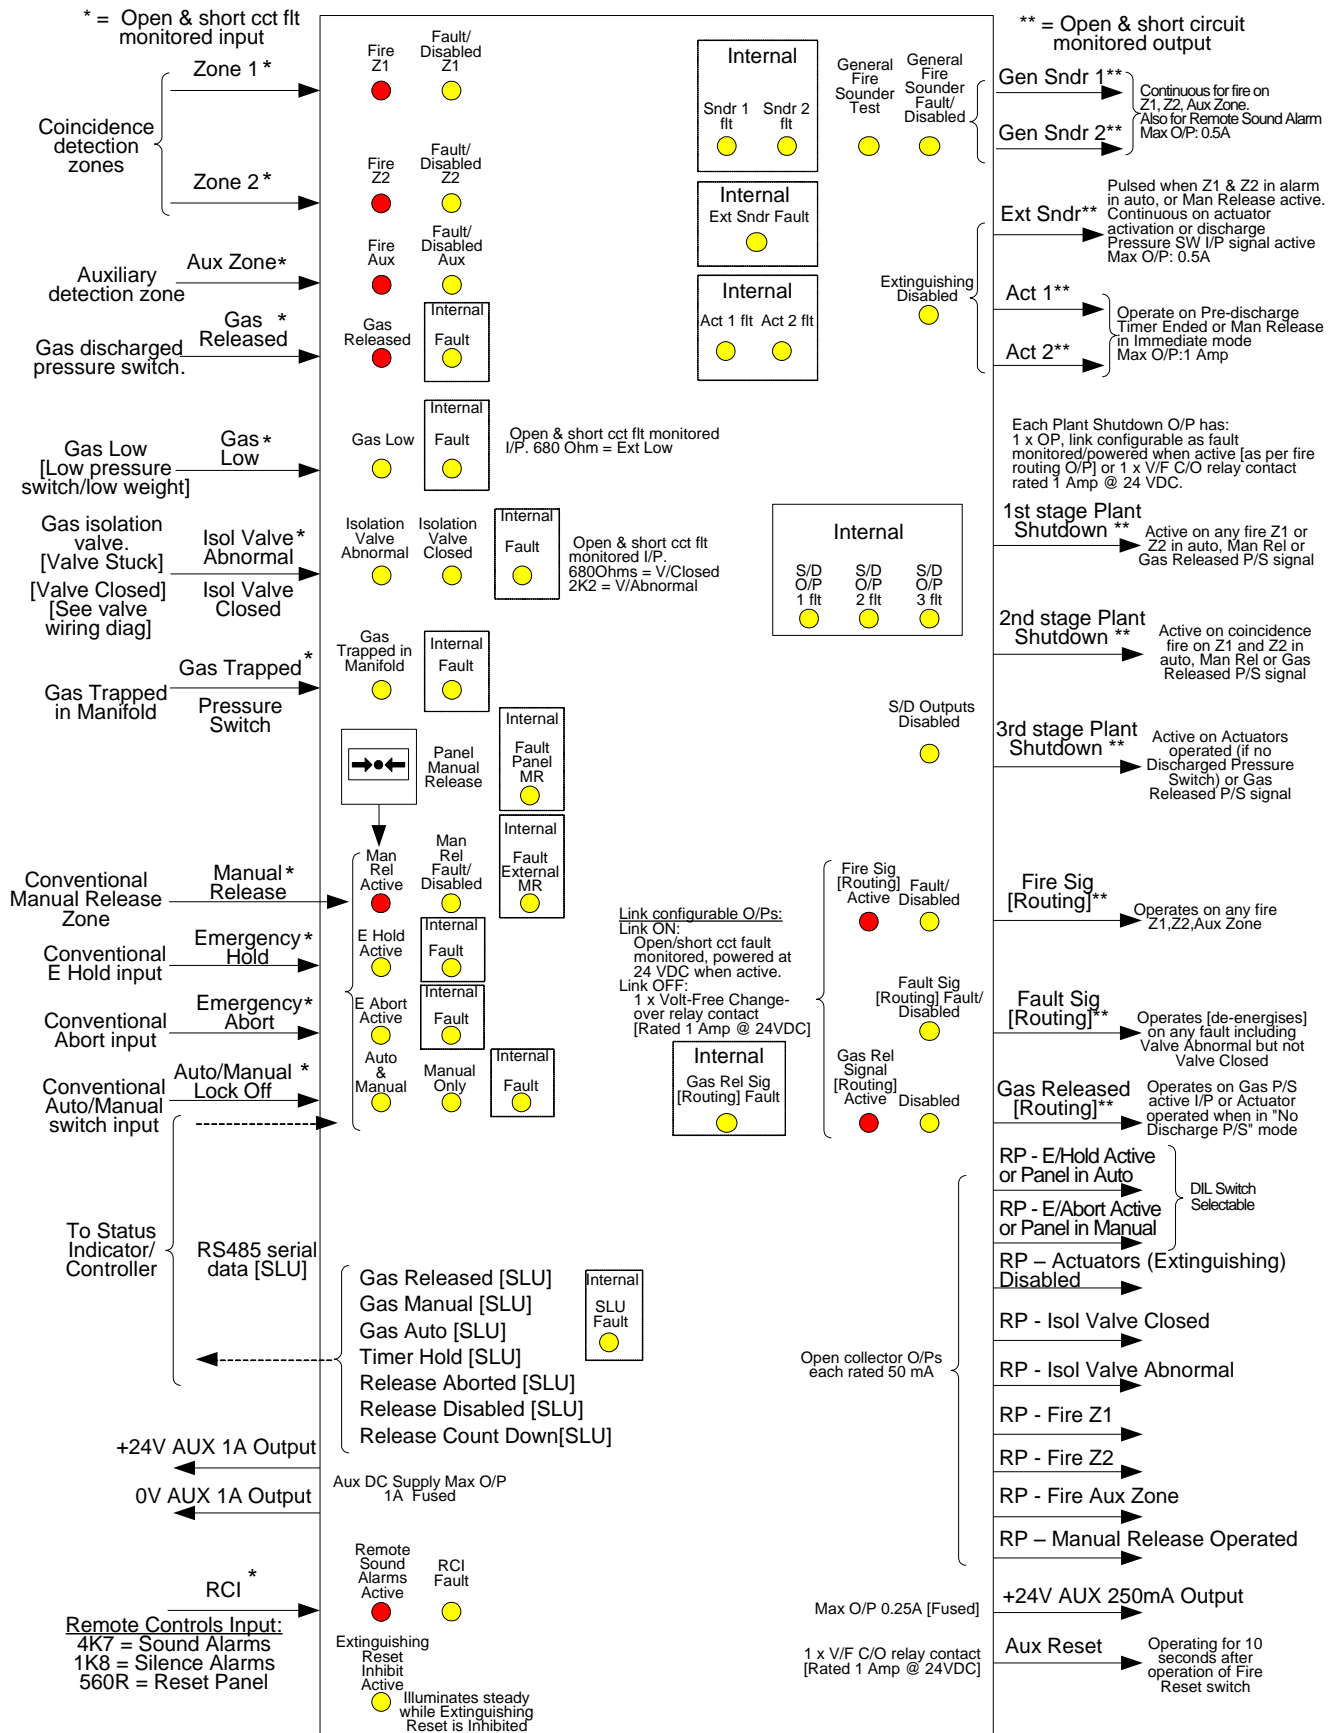 * = Open & short cct flt
monitored input
** = Open & short circuit
monitored output
Zone 1 *
Coincidence
detection
zones
Zone 2 *
Fire
Z1
Fault/
Disabled
Z1
Fire
Z2
Fault/
Disabled
Z2
Internal
Sndr 1
flt
Sndr 2
flt
General
Fire
Sounder
Test
General
Fire
Sounder
Fault/
Disabled
Gen Sndr 1**
Gen Sndr 2**
Continuous for fire on
Z1, Z2, Aux Zone.
Also for Remote Sound Alarm
Max O/P: 0.5A
Internal
Ext Sndr Fault
Ext Sndr**
Pulsed when Z1 & Z2 in alarm
in auto, or Man Release active.
Continuous on actuator
activation or discharge
Pressure SW I/P signal active
Max O/P: 0.5A
Aux Zone*
Auxiliary
detection zone
Fire
Aux
Fault/
Disabled
Aux
Extinguishing
Disabled
Internal
Act 1 flt
Act 2 flt
Act 1**
Act 2**
Operate on Pre-discharge
Timer Ended or Man Release
in Immediate mode
Max O/P:1 Amp
Gas *
Released
Gas discharged
pressure switch.
Gas
Released
Internal
Fault
Gas Low
[Low pressure
switch/low weight]
Gas *
Low
Gas Low
Internal
Fault
Open & short cct flt monitored
I/P. 680 Ohm = Ext Low
Each Plant Shutdown O/P has:
1 x OP, link configurable as fault
monitored/powered when active [as per fire
routing O/P] or 1 x V/F C/O relay contact
rated 1 Amp @ 24 VDC.
Gas isolation
valve.
[Valve Stuck]
[Valve Closed]
[See valve
wiring diag]
Isol Valve*
Abnormal
Isol Valve
Closed
Isolation
Valve
Abnormal
Isolation
Valve
Closed
Internal
Fault
Open & short cct flt
monitored I/P.
680Ohms = V/Closed
2K2 = V/Abnormal
Internal
S/D
O/P
1 flt
S/D
O/P
2 flt
S/D
O/P
3 flt
1st stage Plant
Shutdown **
Active on any fire Z1 or
Z2 in auto, Man Rel or
Gas Released P/S signal
2nd stage Plant
Shutdown **
Active on coincidence
fire on Z1 and Z2 in
auto, Man Rel or Gas
Released P/S signal
Gas Trapped
in Manifold
Gas Trapped *
Pressure
Switch
Gas
Trapped in
Manifold
Internal
Fault
S/D Outputs
Disabled
3rd stage Plant
Shutdown **
Active on Actuators
operated (if no
Discharged Pressure
Switch) or Gas
Released P/S signal
Panel
Manual
Release
Internal
Fault
Panel
MR
Conventional
Manual Release
Zone
Manual *
Release
Man
Rel
Active
Man
Rel
Fault/
Disabled
Internal
Fault
External
MR
Fire Sig
[Routing]
Active
Fault/
Disabled
Fire Sig
[Routing]**
Operates on any fire
Z1,Z2,Aux Zone
Conventional
E Hold input
Emergency*
Hold
E Hold
Active
Internal
Fault
Link configurable O/Ps:
Link ON:
Open/short cct fault
monitored, powered at
24 VDC when active.
Link OFF:
1 x Volt-Free Change-
over relay contact
[Rated 1 Amp @ 24VDC]
Conventional
Abort input
Emergency*
Abort
E Abort
Active
Internal
Fault
Fault Sig
[Routing] Fault/
Disabled
Fault Sig
[Routing]**
Operates [de-energises]
on any fault including
Valve Abnormal but not
Valve Closed
Conventional
Auto/Manual
switch input
Auto/Manual *
Lock Off
Auto
&
Manual
Manual
Only
Internal
Fault
Internal
Gas Rel Sig
[Routing] Fault
Gas Rel
Signal
[Routing]
Active
Disabled
Gas Released
[Routing]**
Operates on Gas P/S
active I/P or Actuator
operated when in "No
Discharge P/S" mode
To Status
Indicator/
Controller
RS485 serial
data [SLU]
Gas Released [SLU]
Gas Manual [SLU]
Gas Auto [SLU]
Timer Hold [SLU]
Release Aborted [SLU]
Release Disabled [SLU]
Release Count Down[SLU]
Internal
SLU
Fault
Open collector O/Ps
each rated 50 mA
RP - E/Hold Active
or Panel in Auto
RP - E/Abort Active
or Panel in Manual
DIL Switch
Selectable
RP – Actuators (Extinguishing)
Disabled
RP - Isol Valve Closed
RP - Isol Valve Abnormal
RP - Fire Z1
RP - Fire Z2
RP - Fire Aux Zone
RP – Manual Release Operated
+24V AUX 1A Output
0V AUX 1A Output
Aux DC Supply Max O/P
1A Fused
RCI *
Remote Controls Input:
4K7 = Sound Alarms
1K8 = Silence Alarms
560R = Reset Panel
Remote
Sound
Alarms
Active
RCI
Fault
Extinguishing
Reset
Inhibit
Active
Illuminates steady
while Extinguishing
Reset is Inhibited
Max O/P 0.25A [Fused]
+24V AUX 250mA Output
1 x V/F C/O relay contact
[Rated 1 Amp @ 24VDC]
Aux Reset
Operating for 10
seconds after
operation of Fire
Reset switch